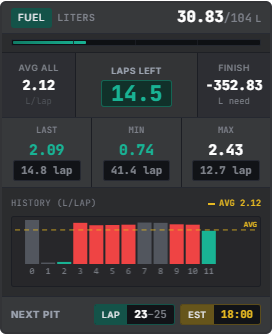 FUEL LITERS 30.83/104 L
AVG ALL LAPS LEFT FINISH
2.12 14.5 -352.83
L/lap L need
LAST MIN MAX
2.09 0.74 2.43
14.8 lap 41.4 lap 12.7 lap
HISTORY (L/LAP) AVG 2.12
AVG
0 1 2 3 4 5 6 7 8 9 10 11
NEXT PIT LAP 23–25 EST 18:00